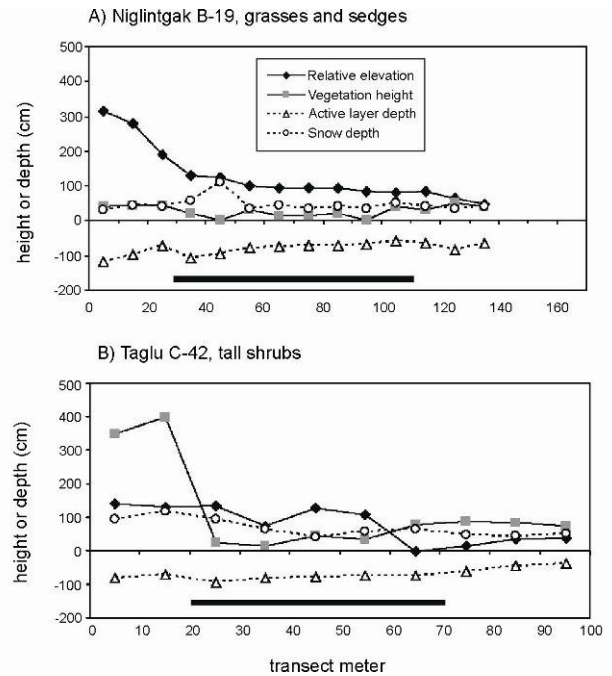 A) Niglintgak B-19, grasses and sedges
500
400
300
200
100
0
-100
-200
height or depth (cm)
Relative elevation
Vegetation height
Active layer depth
Snow depth
0 20 40 60 80 100 120 140 160
B) Taglu C-42, tall shrubs
500
400
300
200
100
0
-100
-200
height or depth (cm)
0 10 20 30 40 50 60 70 80 90 100
transect meter